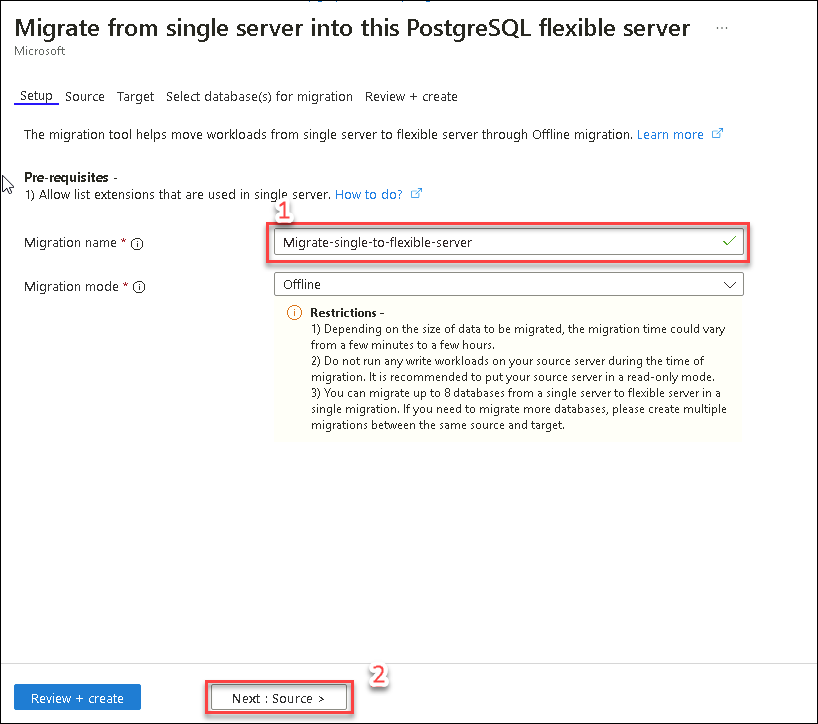 Migrate from single server into this PostgreSQL flexible server ...
Microsoft
Setup Source Target Select database(s) for migration Review + create
The migration tool helps move workloads from single server to flexible server through Offline migration. Learn more
Pre-requisites -
1) Allow list extensions that are used in single server. How to do?
1
Migration name * Migrate-single-to-flexible-server
Migration mode * Offline
Restrictions -
1) Depending on the size of data to be migrated, the migration time could vary
from a few minutes to a few hours.
2) Do not run any write workloads on your source server during the time of
migration. It is recommended to put your source server in a read-only mode.
3) You can migrate up to 8 databases from a single server to flexible server in a
single migration. If you need to migrate more databases, please create multiple
migrations between the same source and target.
2
Review + create Next : Source >